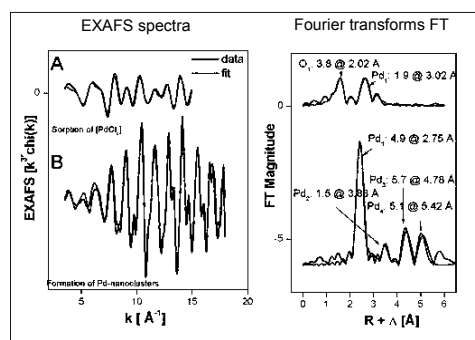 EXAFS spectra
Fourier transforms FT
A
data
fit
0
Sorption of [PdCl₄]
B
EXAFS [k³*chi(k)]
Formation of Pd-nanoclusters
5 10 15 20
k [Å⁻¹]
O₁: 3.8 @ 2.02 A
Pd₁: 1.9 @ 3.02 A
0
Pd₁: 4.9 @ 2.75 A
Pd₃: 5.7 @ 4.78 A
Pd₂: 1.5 @ 3.88 A
Pd₄: 5.1 @ 5.42 A
FT Magnitude
-5
0 1 2 3 4 5 6
R + Δ [Å]